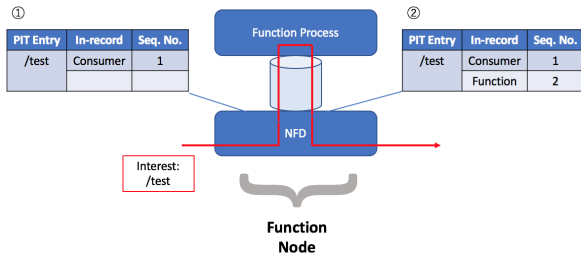 ①
PIT Entry In-record Seq. No.
/test Consumer 1
Function Process
②
PIT Entry In-record Seq. No.
/test Consumer 1
Function 2
NFD
Interest:
/test
Function
Node